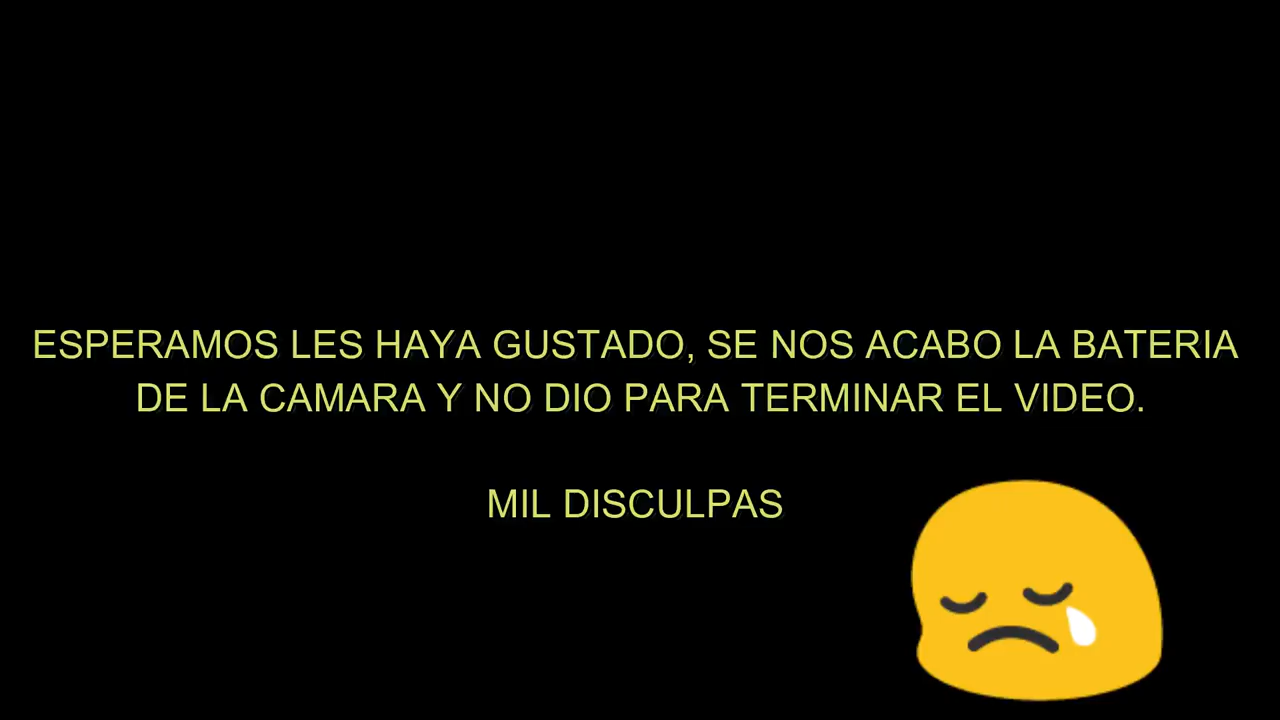 ESPERAMOS LES HAYA GUSTADO, SE NOS ACABO LA BATERIA
DE LA CAMARA Y NO DIO PARA TERMINAR EL VIDEO.
MIL DISCULPAS